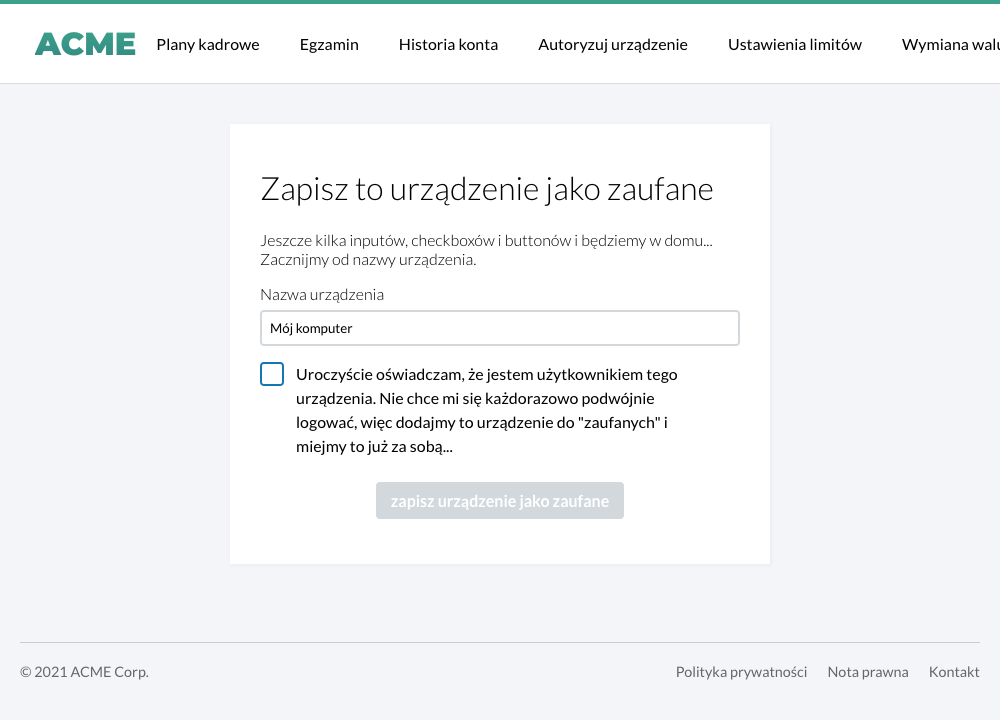 ACME Plany kadrowe Egzamin Historia konta Autoryzuj urządzenie Ustawienia limitów Wymiana
Zapisz to urządzenie jako zaufane
Jeszcze kilka inputów, checkboxów i buttonów i będziemy w domu...
Zacznijmy od nazwy urządzenia.
Nazwa urządzenia
Mój komputer
Uroczyście oświadczam, że jestem użytkownikiem tego
urządzenia. Nie chce mi się każdorazowo podwójnie
logować, więc dodajmy to urządzenie do "zaufanych" i
miejmy to już za sobą...
zapisz urządzenie jako zaufane
© 2021 ACME Corp. Polityka prywatności Nota prawna Kontakt